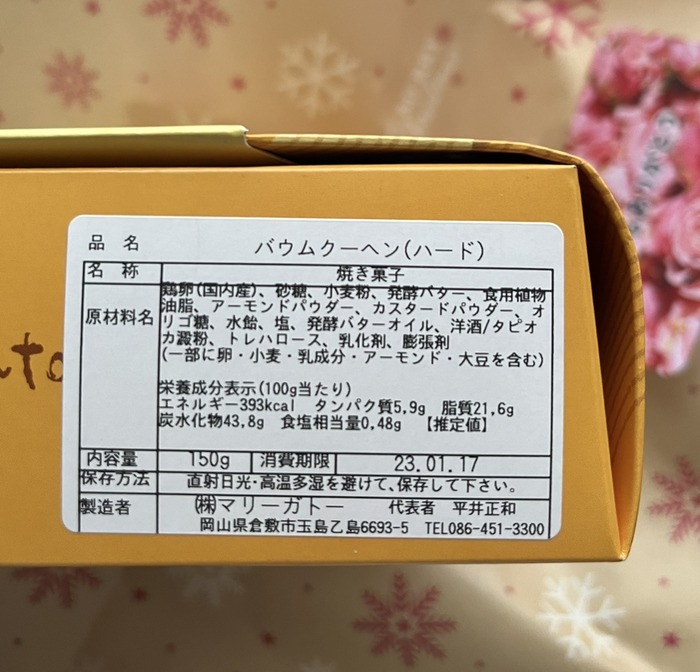 品 名 バウムクーヘン(ハード)
名 称 焼き菓子
原材料名 鶏卵(国内産)、砂糖、小麦粉、発酵バター、食用植物
油脂、アーモンドパウダー、カスタードパウダー、オ
リゴ糖、水飴、塩、発酵バターオイル、洋酒/タピオ
カ澱粉、トレハロース、乳化剤、膨張剤
(一部に卵・小麦・乳成分・アーモンド・大豆を含む)
栄養成分表示(100g当たり)
エネルギー393kcal タンパク質5.9g 脂質21.6g
炭水化物43.8g 食塩相当量0.48g 【推定値】
内容量 150g 消費期限 23.01.17
保存方法 直射日光・高温多湿を避けて、保存して下さい。
製造者 ㈱マリーガトー 代表者 平井正和
岡山県倉敷市玉島乙島6693-5 TEL086-451-3300